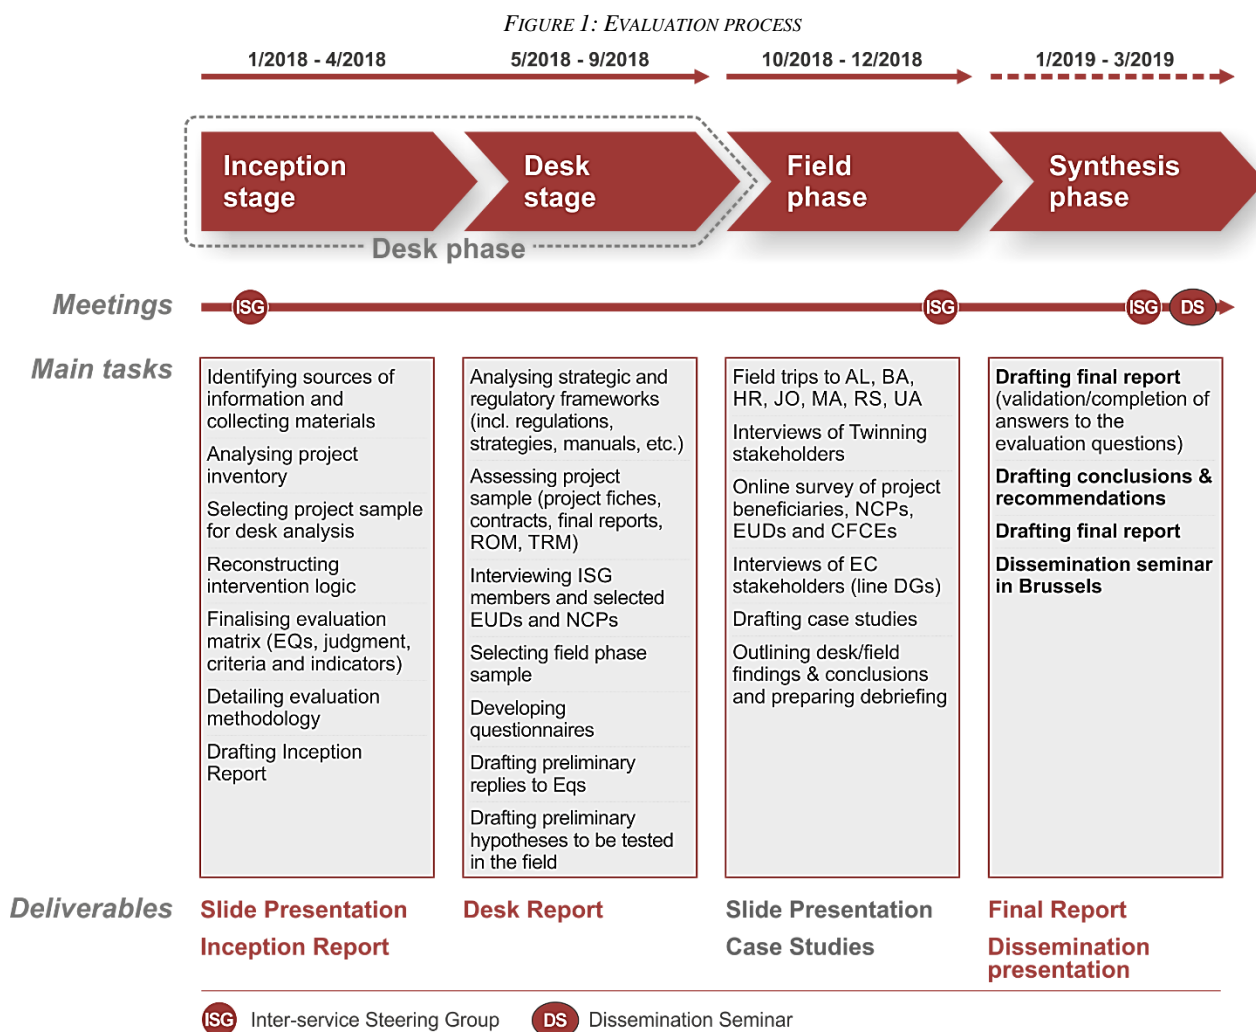 FIGURE 1: EVALUATION PROCESS
1/2018 - 4/2018
5/2018 - 9/2018
10/2018 - 12/2018
1/2019 - 3/2019
Inception
stage
Desk
stage
Field
phase
Synthesis
phase
Desk phase
Meetings
ISG
ISG
ISG
DS
Main tasks
Identifying sources of
information and
collecting materials
Analysing project
inventory
Selecting project sample
for desk analysis
Reconstructing
intervention logic
Finalising evaluation
matrix (EQs, judgment,
criteria and indicators)
Detailing evaluation
methodology
Drafting Inception
Report
Analysing strategic and
regulatory frameworks
(incl. regulations,
strategies, manuals, etc.)
Assessing project
sample (project fiches,
contracts, final reports,
ROM, TRM)
Interviewing ISG
members and selected
EUDs and NCPs
Selecting field phase
sample
Developing
questionnaires
Drafting preliminary
replies to Eqs
Drafting preliminary
hypotheses to be tested
in the field
Field trips to AL, BA,
HR, JO, MA, RS, UA
Interviews of Twinning
stakeholders
Online survey of project
beneficiaries, NCPs,
EUDs and CFCEs
Interviews of EC
stakeholders (line DGs)
Drafting case studies
Outlining desk/field
findings & conclusions
and preparing debriefing
Drafting final report
(validation/completion of
answers to the
evaluation questions)
Drafting conclusions &
recommendations
Drafting final report
Dissemination seminar
in Brussels
Deliverables
Slide Presentation
Inception Report
Desk Report
Slide Presentation
Case Studies
Final Report
Dissemination
presentation
ISG Inter-service Steering Group
DS Dissemination Seminar